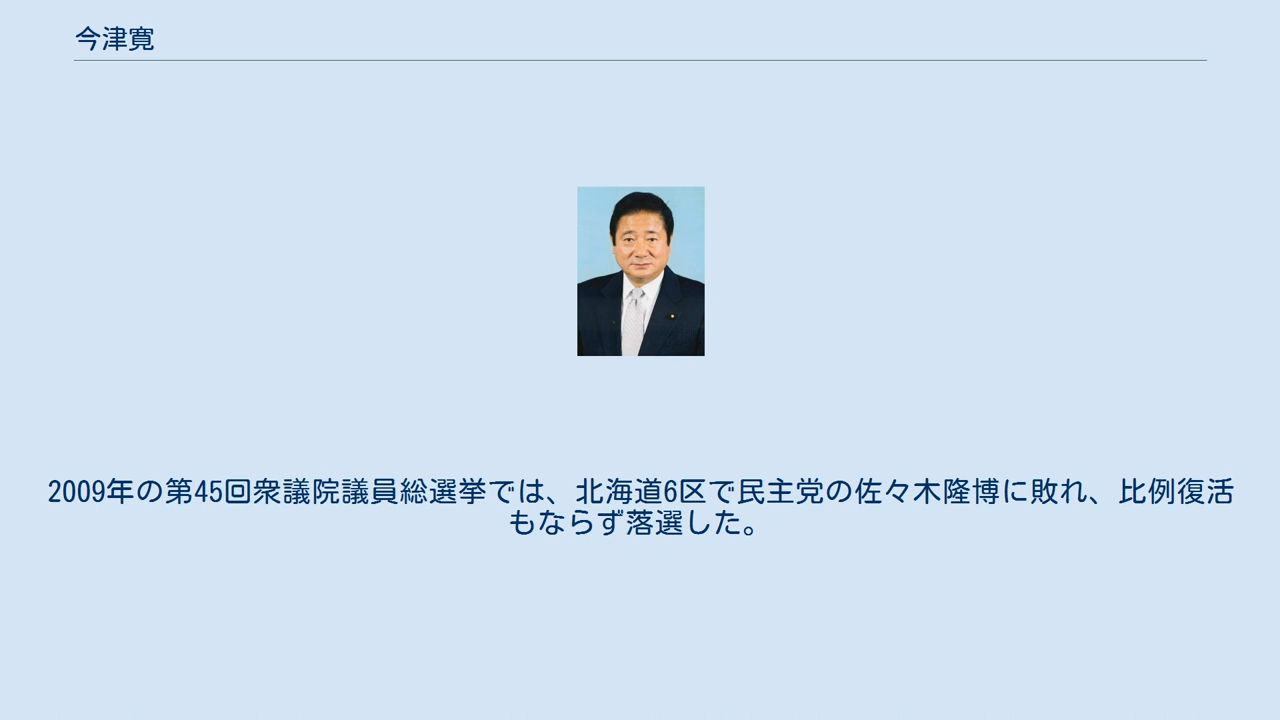 今津寛
2009年の第45回衆議院議員総選挙では、北海道6区で民主党の佐々木隆博に敗れ、比例復活
もならず落選した。